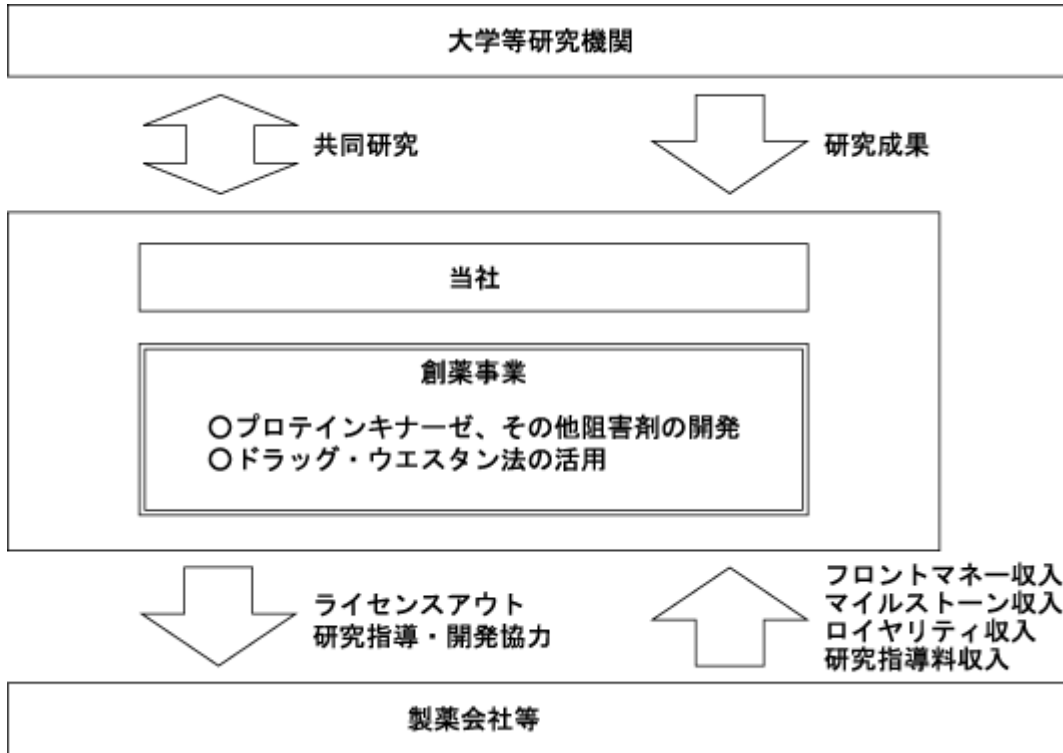 大学等研究機関
共同研究
研究成果
当社
創薬事業
○プロテインキナーゼ、その他阻害剤の開発
○ドラッグ・ウエスタン法の活用
ライセンスアウト
研究指導・開発協力
フロントマネー収入
マイルストーン収入
ロイヤリティ収入
研究指導料収入
製薬会社等